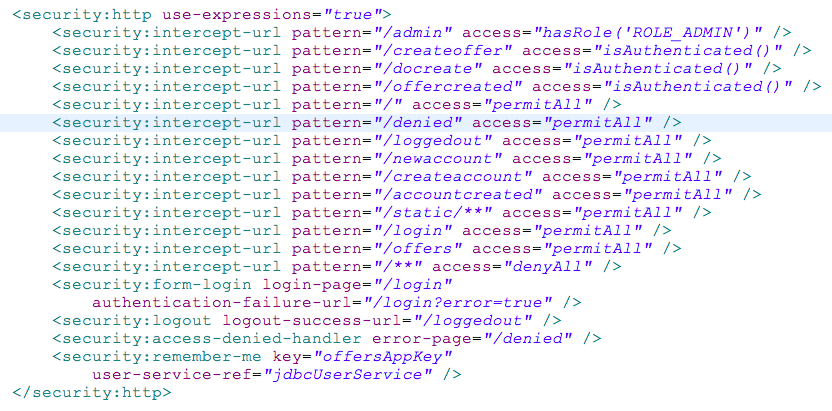 <security:http use-expressions="true">
<security:intercept-url pattern="/admin" access="hasRole('ROLE_ADMIN')" />
<security:intercept-url pattern="/createoffer" access="isAuthenticated()" />
<security:intercept-url pattern="/docreate" access="isAuthenticated()" />
<security:intercept-url pattern="/offercreated" access="isAuthenticated()" />
<security:intercept-url pattern="/" access="permitAll" />
<security:intercept-url pattern="/denied" access="permitAll" />
<security:intercept-url pattern="/loggedout" access="permitAll" />
<security:intercept-url pattern="/newaccount" access="permitAll" />
<security:intercept-url pattern="/createaccount" access="permitAll" />
<security:intercept-url pattern="/accountcreated" access="permitAll" />
<security:intercept-url pattern="/static/**" access="permitAll" />
<security:intercept-url pattern="/login" access="permitAll" />
<security:intercept-url pattern="/offers" access="permitAll" />
<security:intercept-url pattern="/**" access="denyAll" />
<security:form-login login-page="/login"
authentication-failure-url="/login?error=true" />
<security:logout logout-success-url="/loggedout" />
<security:access-denied-handler error-page="/denied" />
<security:remember-me key="offersAppKey"
user-service-ref="jdbcUserService" />
</security:http>